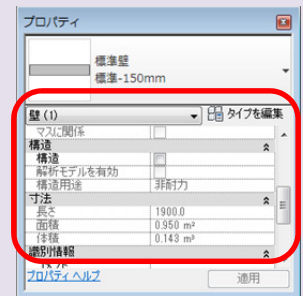 プロパティ
標準壁
標準-150mm
壁 (1)
タイプを編集
マスに関係
構造
構造
解析モデルを有効
構造用途 非耐力
寸法
長さ 1900.0
面積 0.950 m²
体積 0.143 m³
識別情報
プロパティ ヘルプ
適用